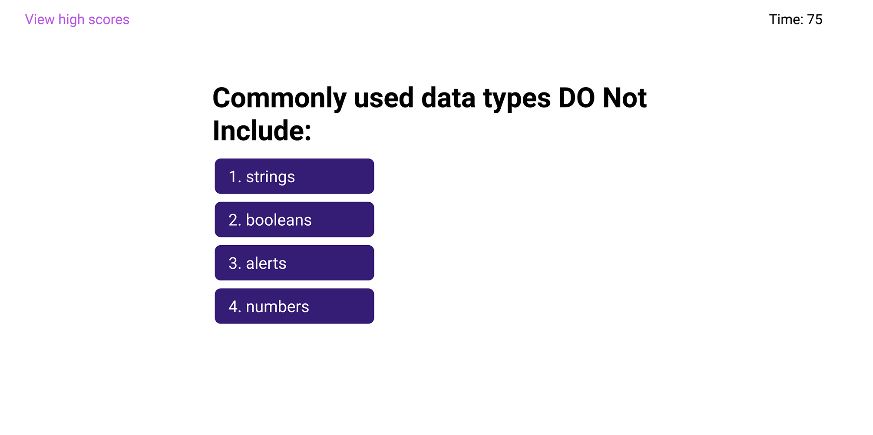 View high scores
Time: 75
Commonly used data types DO Not
Include:
1. strings
2. booleans
3. alerts
4. numbers